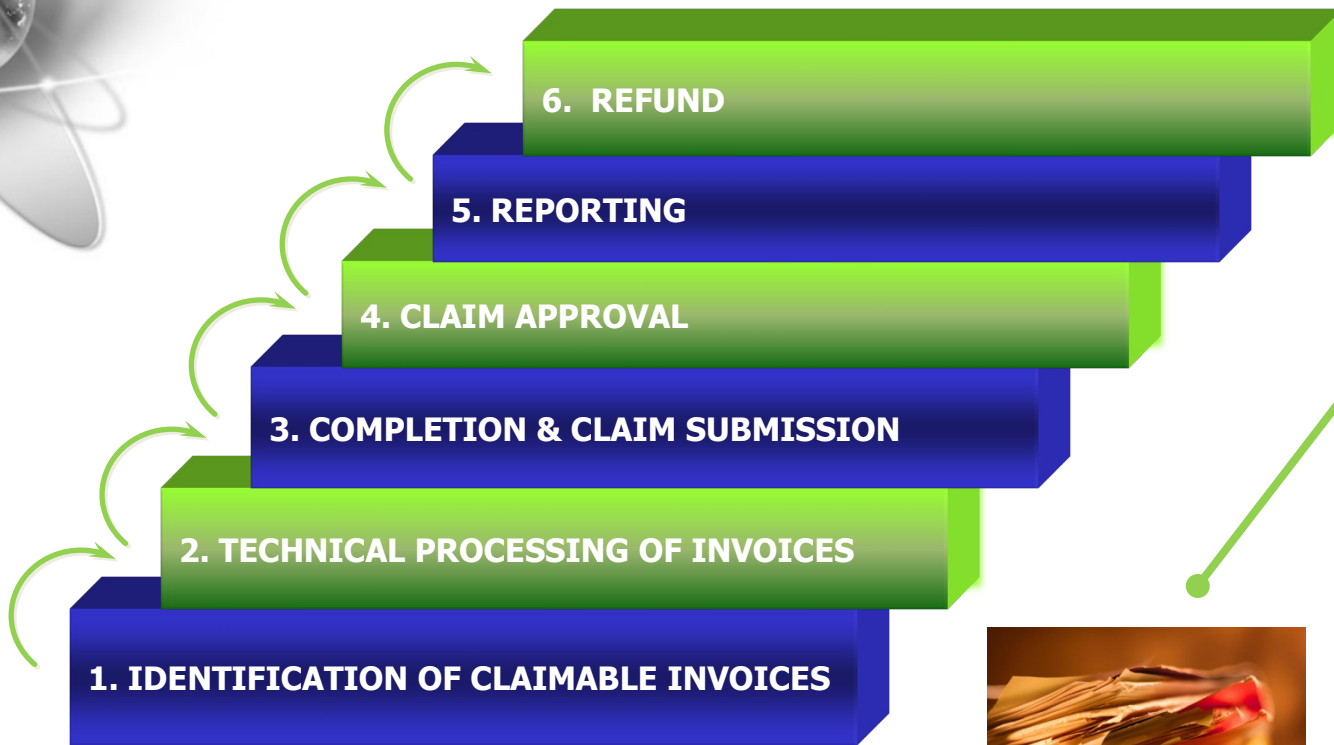 6. REFUND
5. REPORTING
4. CLAIM APPROVAL
3. COMPLETION & CLAIM SUBMISSION
2. TECHNICAL PROCESSING OF INVOICES
1. IDENTIFICATION OF CLAIMABLE INVOICES